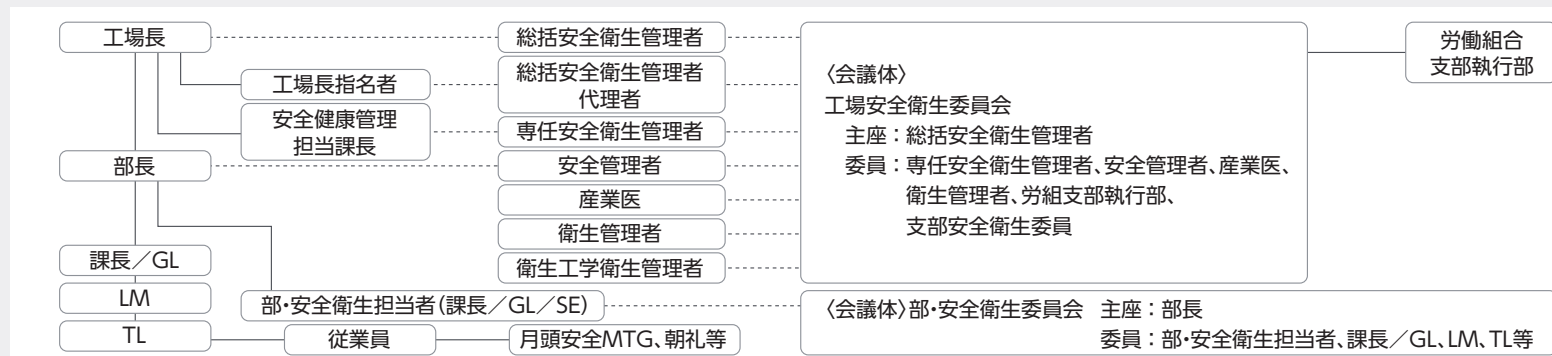 工場長
総括安全衛生管理者
労働組合
支部執行部
工場長指名者
総括安全衛生管理者
代理者
安全健康管理
担当課長
専任安全衛生管理者
部長
安全管理者
産業医
衛生管理者
衛生工学衛生管理者
〈会議体〉
工場安全衛生委員会
主座：総括安全衛生管理者
委員：専任安全衛生管理者、安全管理者、産業医、
衛生管理者、労組支部執行部、
支部安全衛生委員
課長／GL
LM
部・安全衛生担当者（課長／GL／SE）
〈会議体〉部・安全衛生委員会 主座：部長
委員：部・安全衛生担当者、課長／GL、LM、TL等
TL
従業員
月頭安全MTG、朝礼等